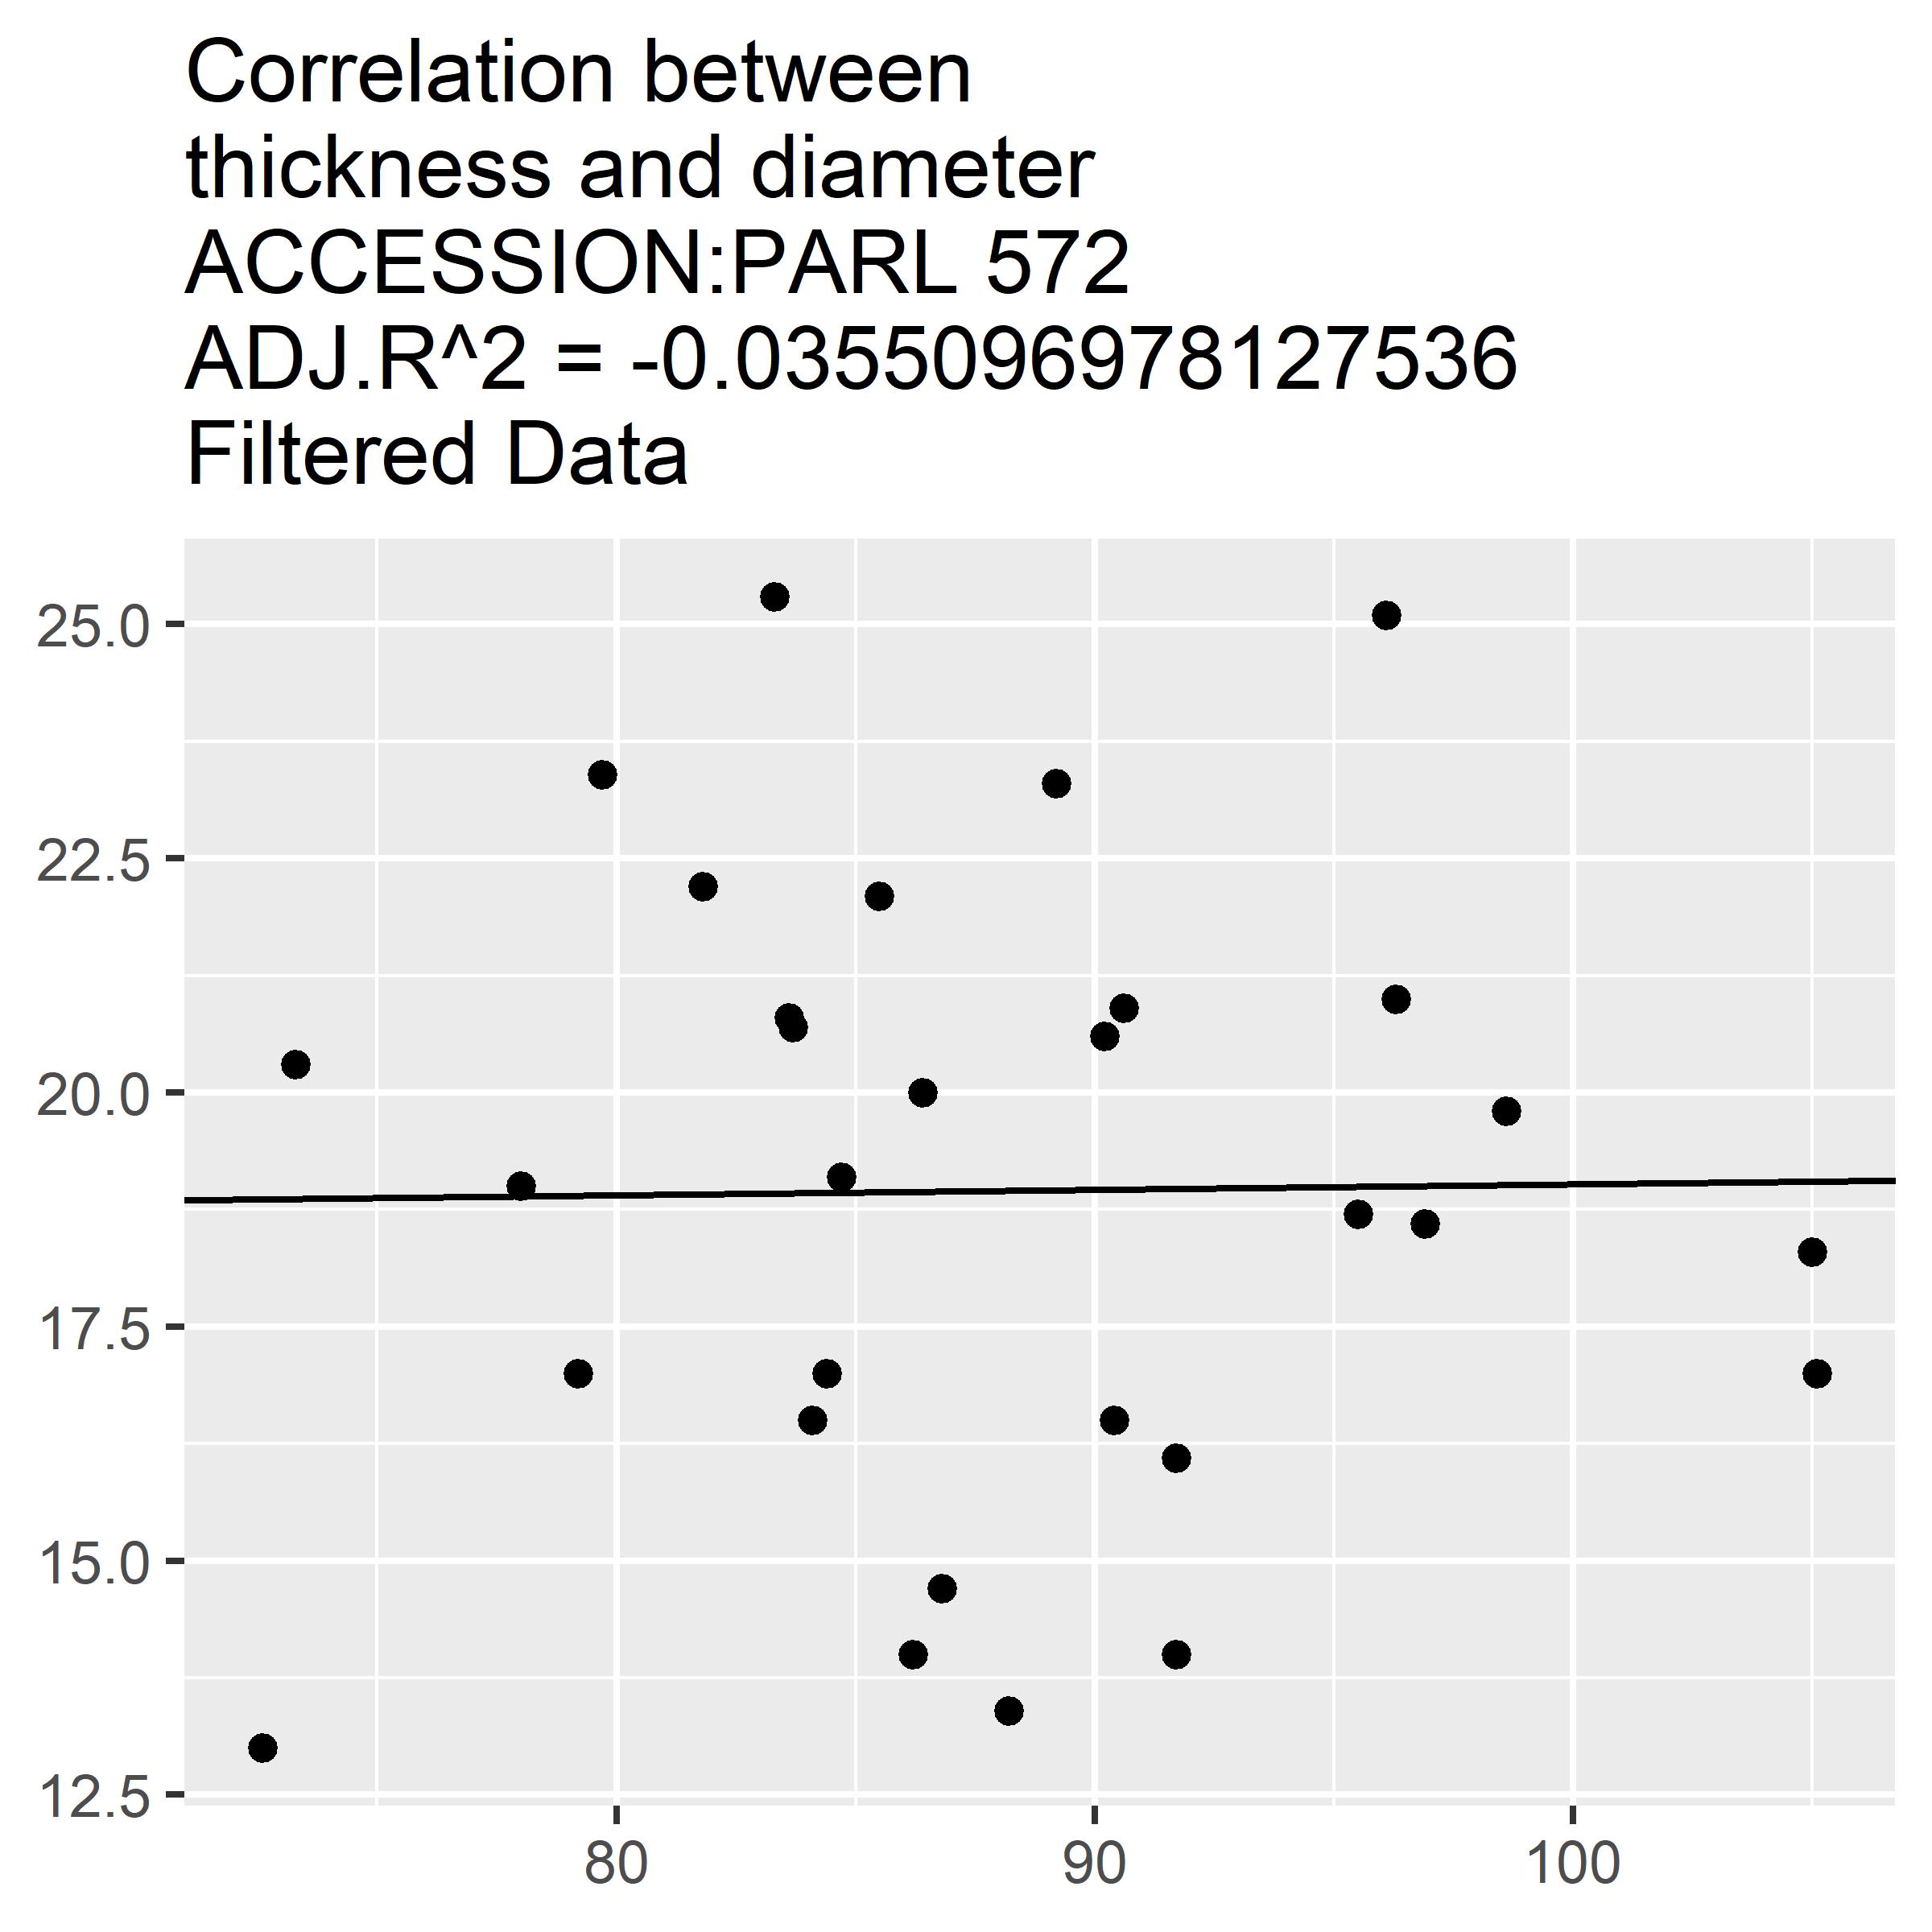 Correlation between
thickness and diameter
ACCESSION:PARL 572
ADJ.R^2 = -0.0355096978127536
Filtered Data
25.0
22.5
20.0
17.5
15.0
12.5
80 90 100